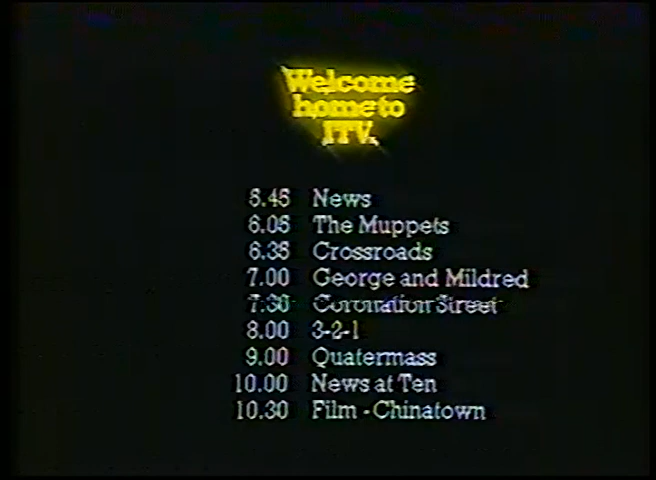 Welcome
home to
ITV.
5.45 News
6.05 The Muppets
6.35 Crossroads
7.00 George and Mildred
7.30 Coronation Street
8.00 3-2-1
9.00 Quatermass
10.00 News at Ten
10.30 Film - Chinatown